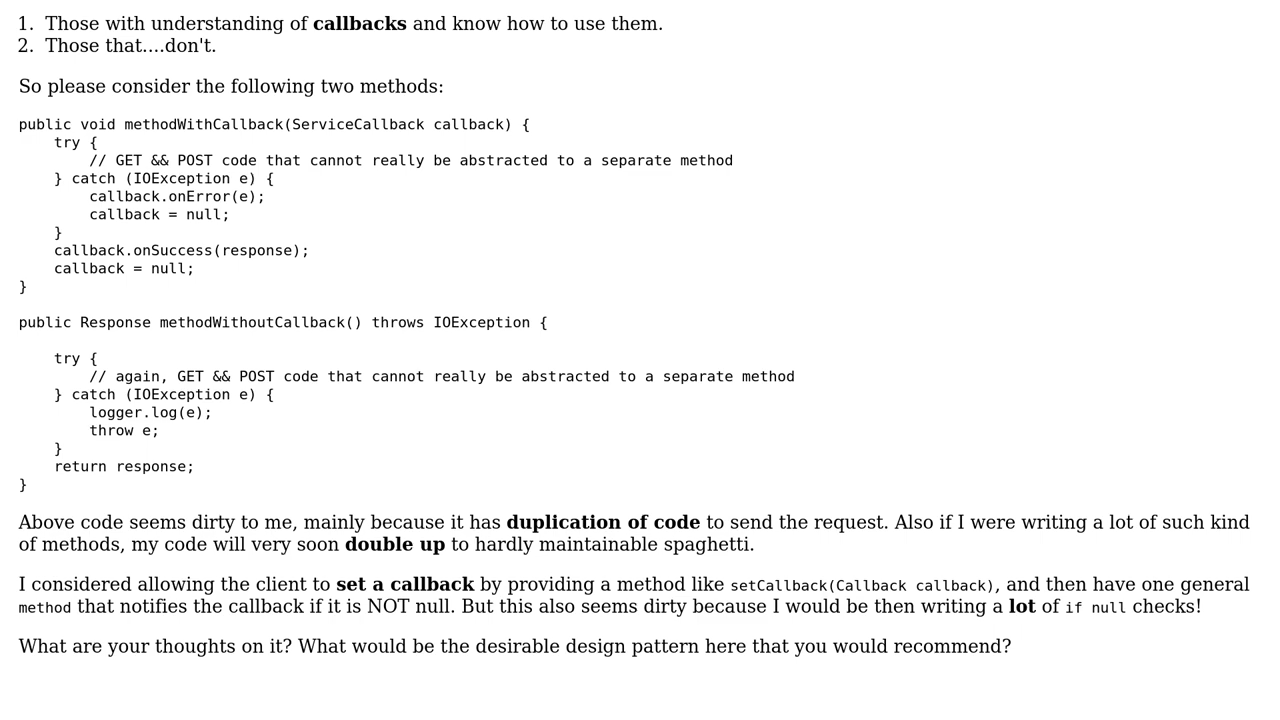 1. Those with understanding of callbacks and know how to use them.
2. Those that....don't.
So please consider the following two methods:
public void methodWithCallback(ServiceCallback callback) {
    try {
        // GET && POST code that cannot really be abstracted to a separate method
    } catch (IOException e) {
        callback.onError(e);
        callback = null;
    }
    callback.onSuccess(response);
    callback = null;
}
public Response methodWithoutCallback() throws IOException {
    try {
        // again, GET && POST code that cannot really be abstracted to a separate method
    } catch (IOException e) {
        logger.log(e);
        throw e;
    }
    return response;
}
Above code seems dirty to me, mainly because it has duplication of code to send the request. Also if I were writing a lot of such kind
of methods, my code will very soon double up to hardly maintainable spaghetti.
I considered allowing the client to set a callback by providing a method like setCallback(Callback callback), and then have one general
method that notifies the callback if it is NOT null. But this also seems dirty because I would be then writing a lot of if null checks!
What are your thoughts on it? What would be the desirable design pattern here that you would recommend?